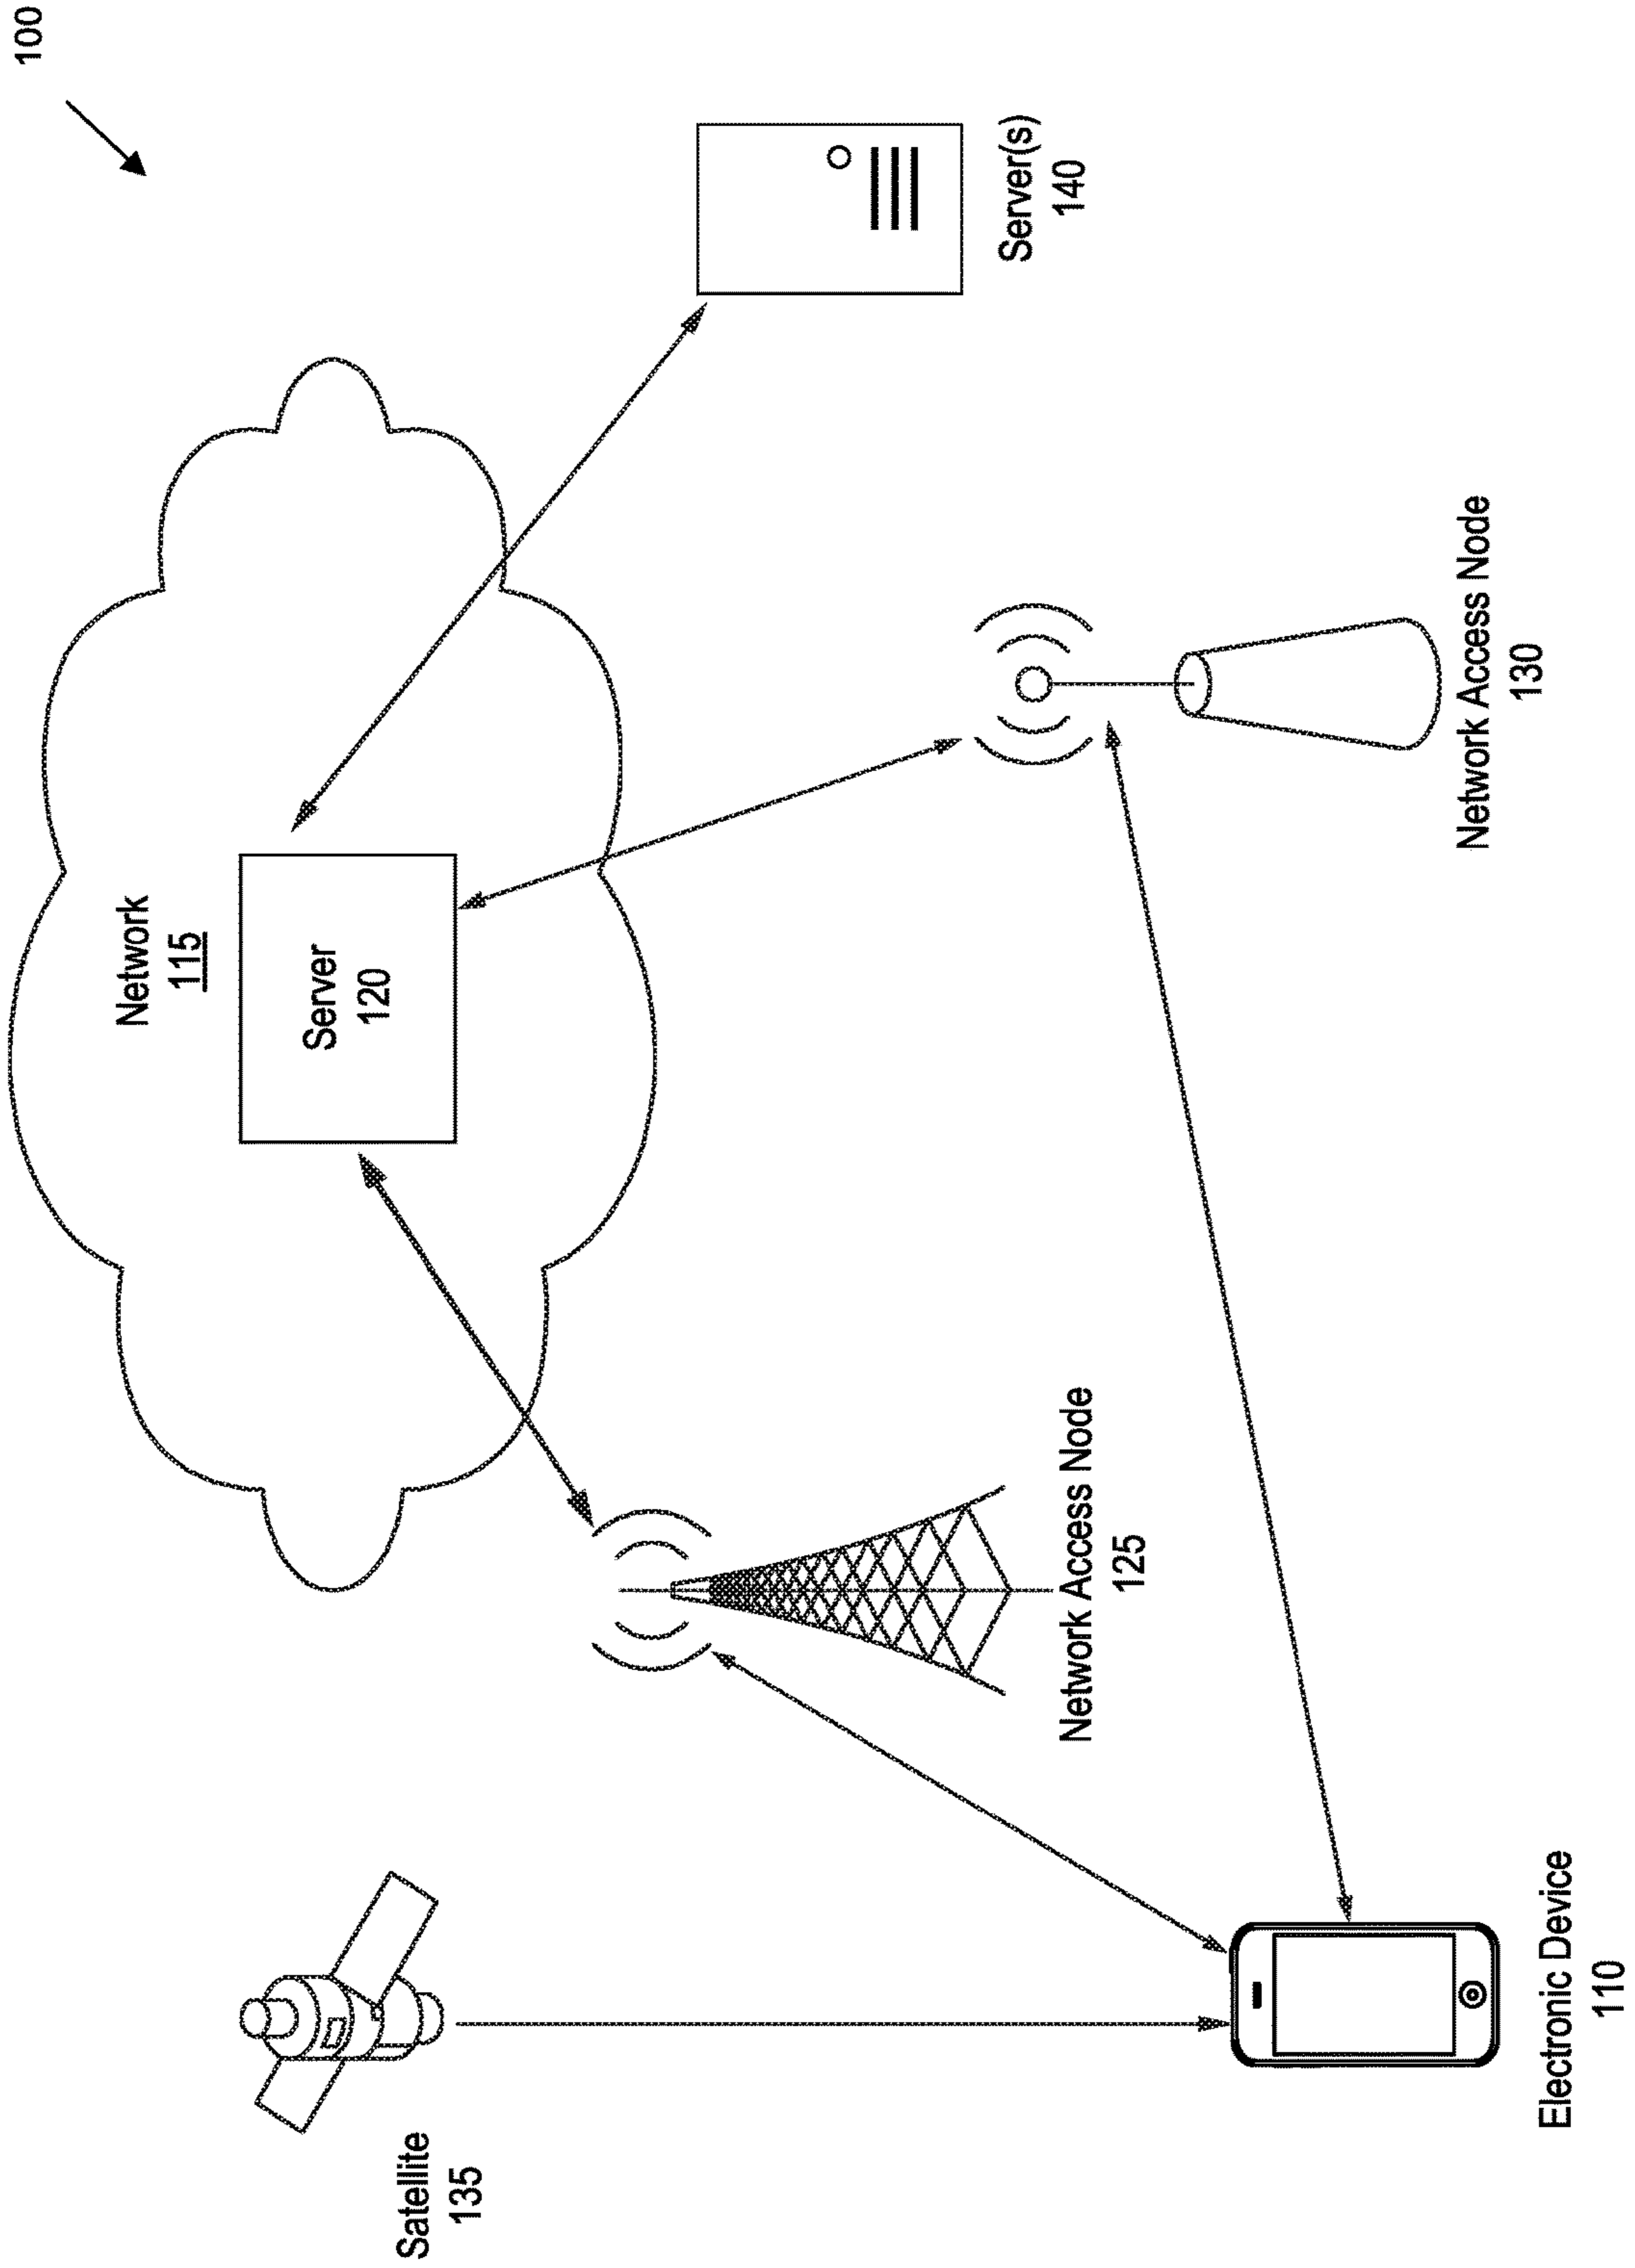 100
Network
115
Server
120
Server(s)
140
Satellite
135
Network Access Node
125
Network Access Node
130
Electronic Device
110